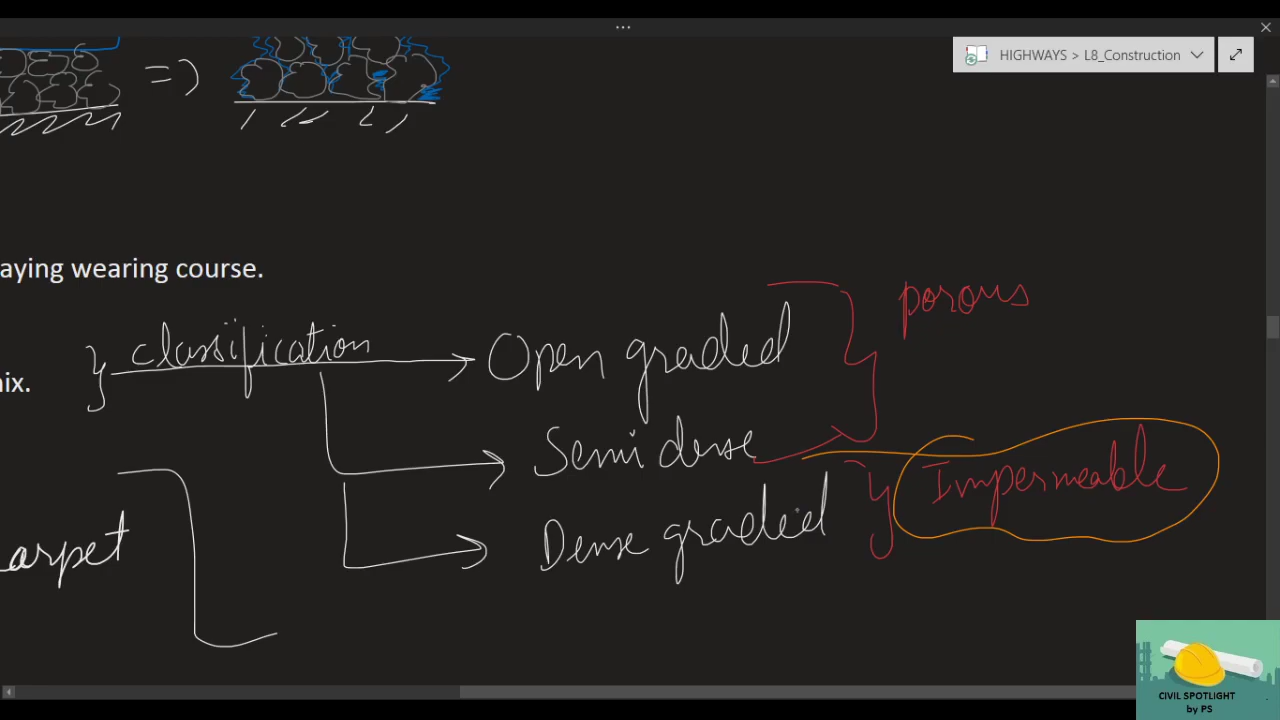 HIGHWAYS > L8_Construction
aying wearing course.
classification
Open graded
porous
ix.
Semi dense
Impermeable
arpet
Dense graded
CIVIL SPOTLIGHT
by PS